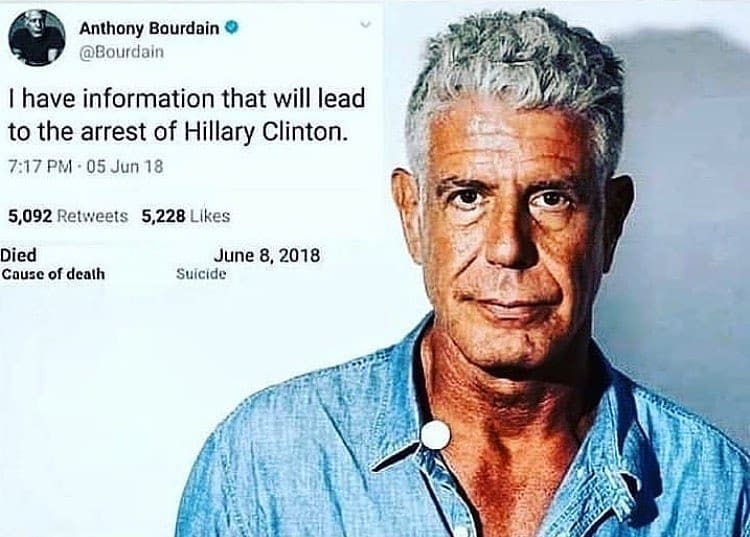 Anthony Bourdain
@Bourdain
I have information that will lead
to the arrest of Hillary Clinton.
7:17 PM · 05 Jun 18
5,092 Retweets 5,228 Likes
Died June 8, 2018
Cause of death Suicide